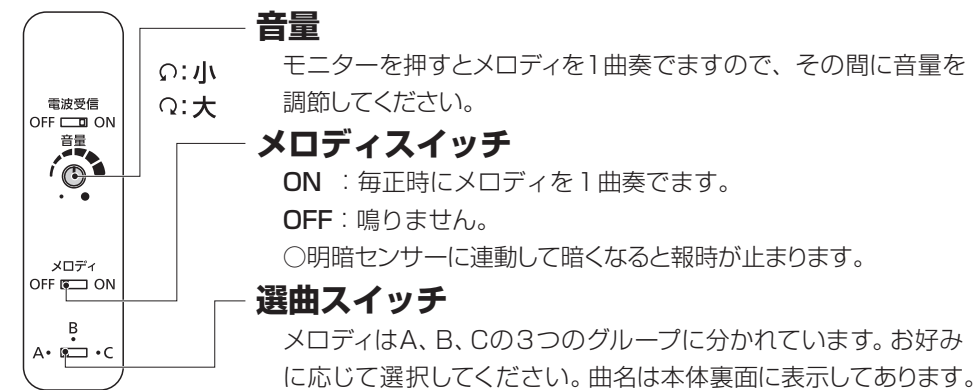 音量
モニターを押すとメロディを1曲奏でますので、その間に音量を
調節してください。
Ω:小
Ω:大
電波受信
OFF ON
音量
メロディスイッチ
ON ：毎正時にメロディを1曲奏でます。
OFF：鳴りません。
○明暗センサーに連動して暗くなると報時が止まります。
メロディ
OFF ON
選曲スイッチ
B
A• •C
メロディはA、B、Cの3つのグループに分かれています。お好み
に応じて選択してください。曲名は本体裏面に表示してあります